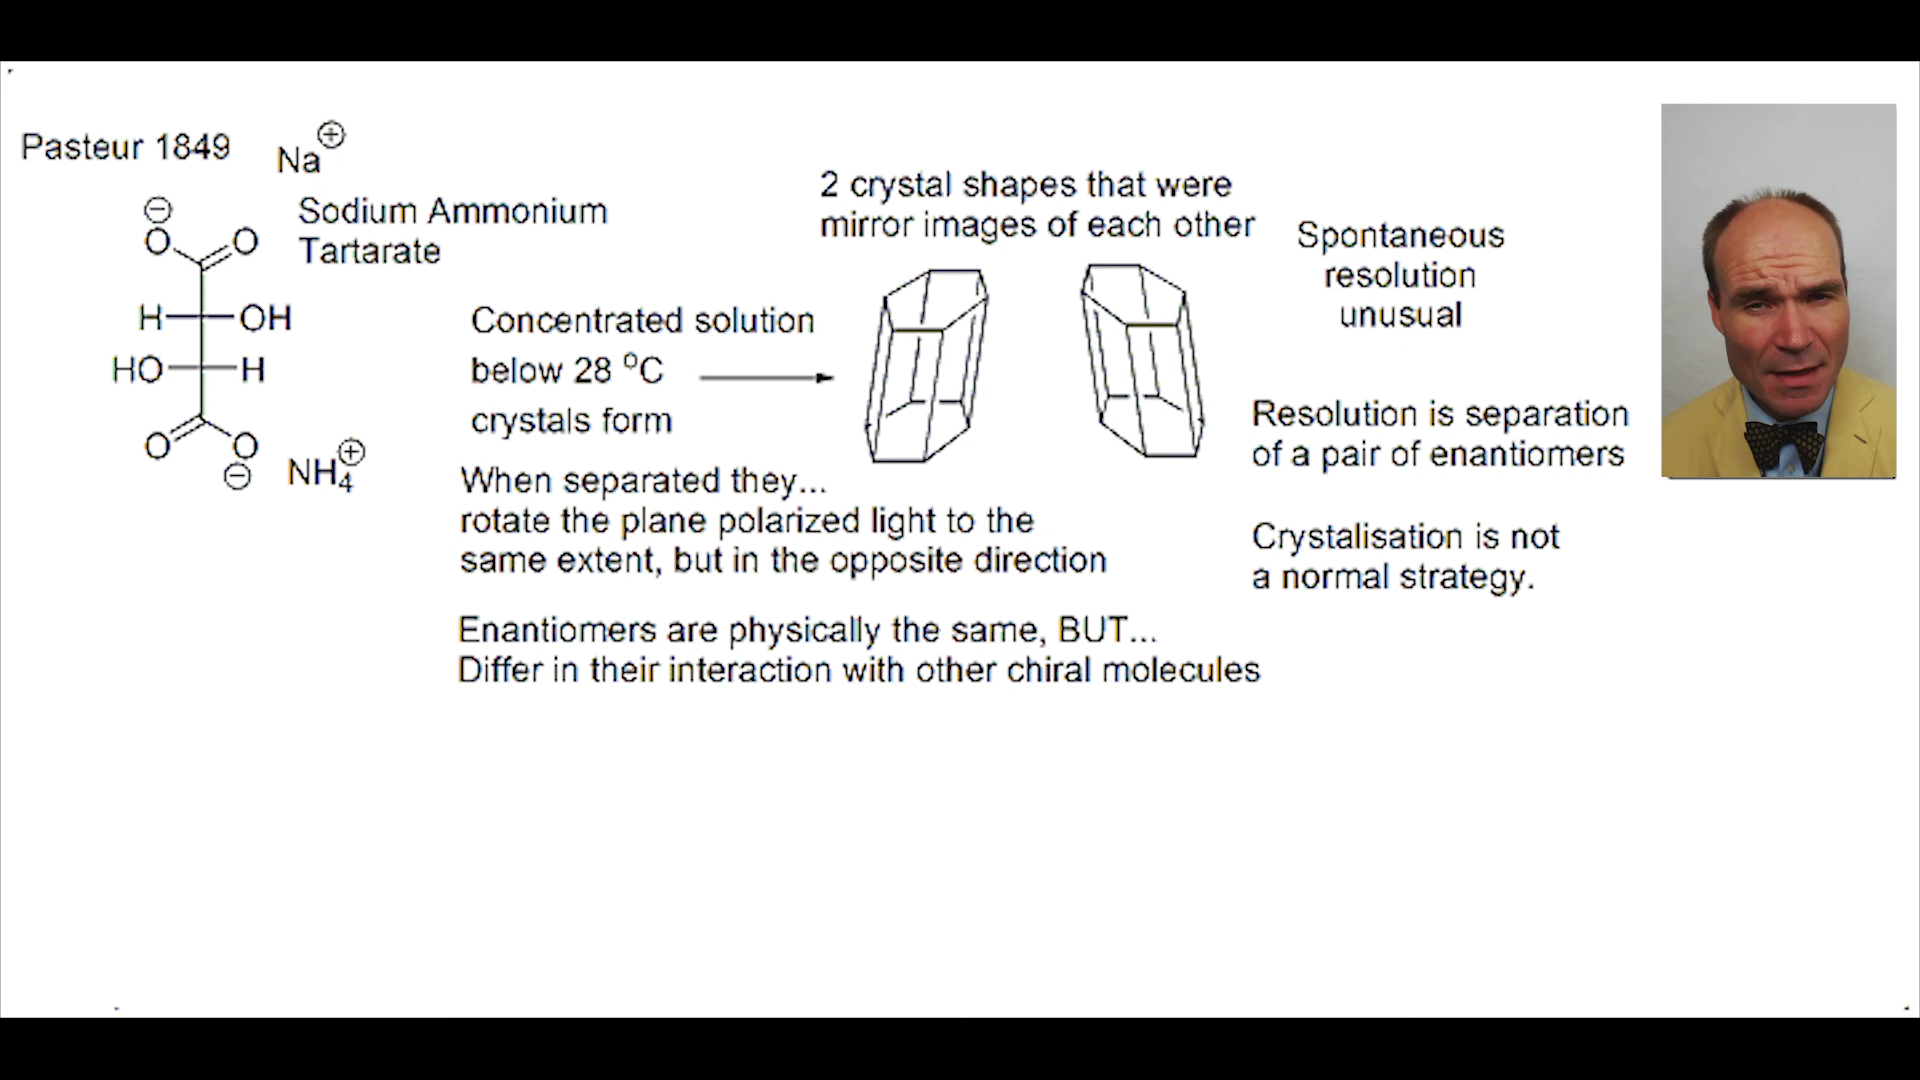 Pasteur 1849
Na⊕
Sodium Ammonium
Tartarate
⊖
O
O
H
OH
HO
H
O
O
⊖
NH4⊕
Concentrated solution
below 28 oC
crystals form
2 crystal shapes that were
mirror images of each other
Spontaneous
resolution
unusual
Resolution is separation
of a pair of enantiomers
Crystalisation is not
a normal strategy.
When separated they...
rotate the plane polarized light to the
same extent, but in the opposite direction
Enantiomers are physically the same, BUT...
Differ in their interaction with other chiral molecules